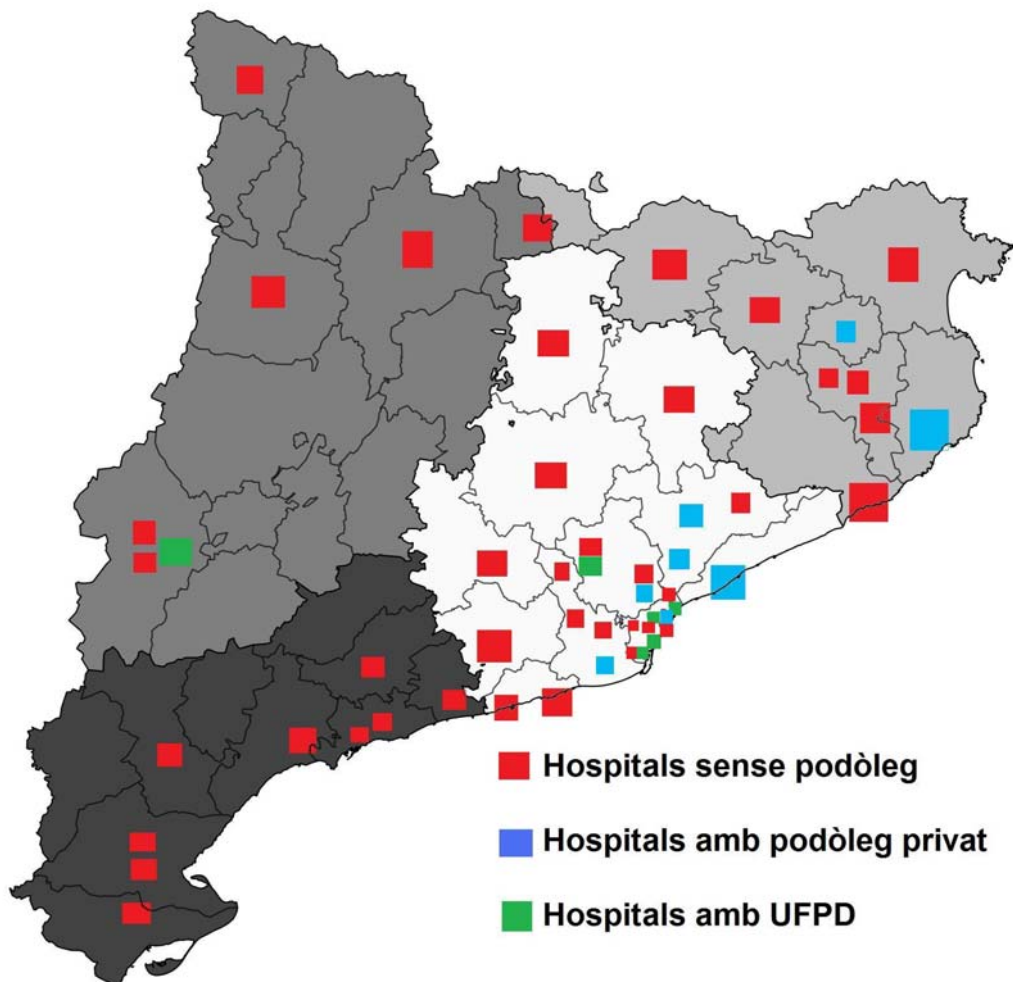 Hospitals sense podòleg
Hospitals amb podòleg privat
Hospitals amb UFPD